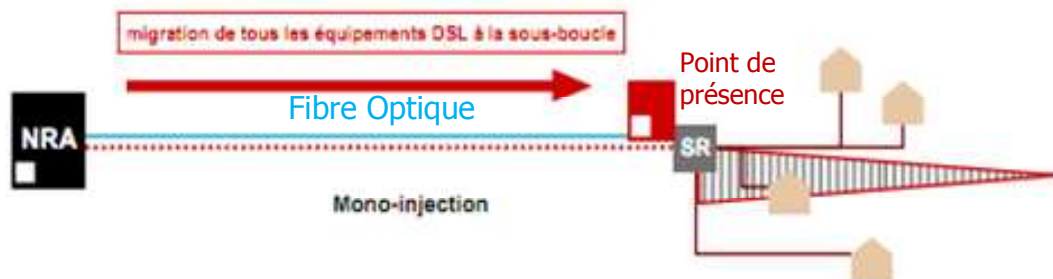 migration de tous les équipements DSL à la sous-boucle
Point de
présence
Fibre Optique
NRA
SR
Mono-injection